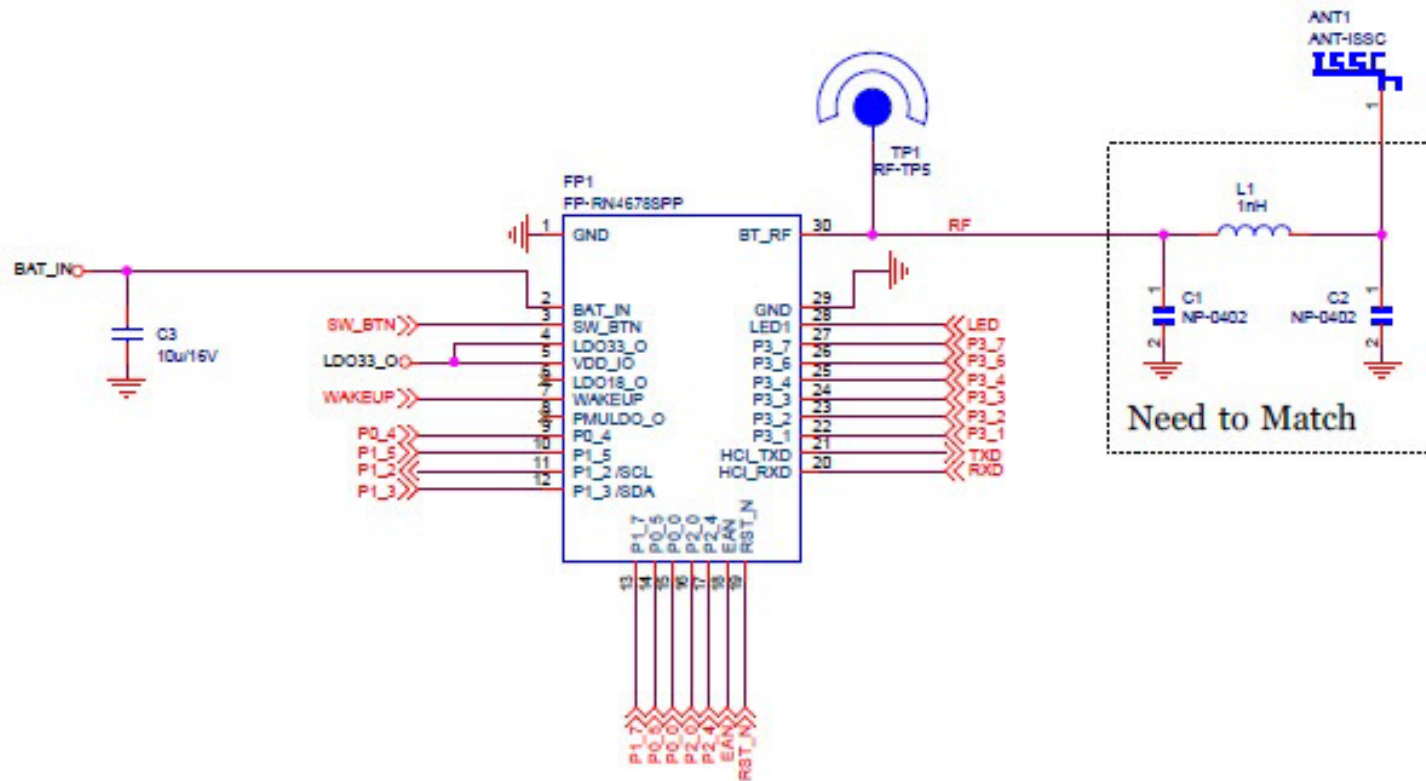 ANT1
ANT-ISSC
ISSC
1
TP1
RF-TP5
FP1
FP-RN4678SPP
L1
1nH
1 GND
BT_RF 30 RF
BAT_IN
2 BAT_IN
GND 29
C3
10u/16V
SW_BTN 3 SW_BTN
LED1 28 LED
4 LDO33_O
P3_7 27 P3_7
LDO33_O 5 VDD_IO
P3_6 26 P3_6
6 LDO18_O
P3_4 25 P3_4
WAKEUP 7 WAKEUP
P3_3 24 P3_3
8 PMULDO_O
P3_2 23 P3_2
P0_4 9 P0_4
P3_1 22 P3_1
P1_5 10 P1_5
HCI_TXD 21 TXD
P1_2 11 P1_2/SCL
HCI_RXD 20 RXD
P1_3 12 P1_3/SDA
1
C1
NP-0402
2
1
C2
NP-0402
2
Need to Match
P1_7
P0_5
P0_0
P2_0
P2_4
EAN
RST_N
13
14
15
16
17
18
19
P1_7
P0_5
P0_0
P2_0
P2_4
EAN
RST_N